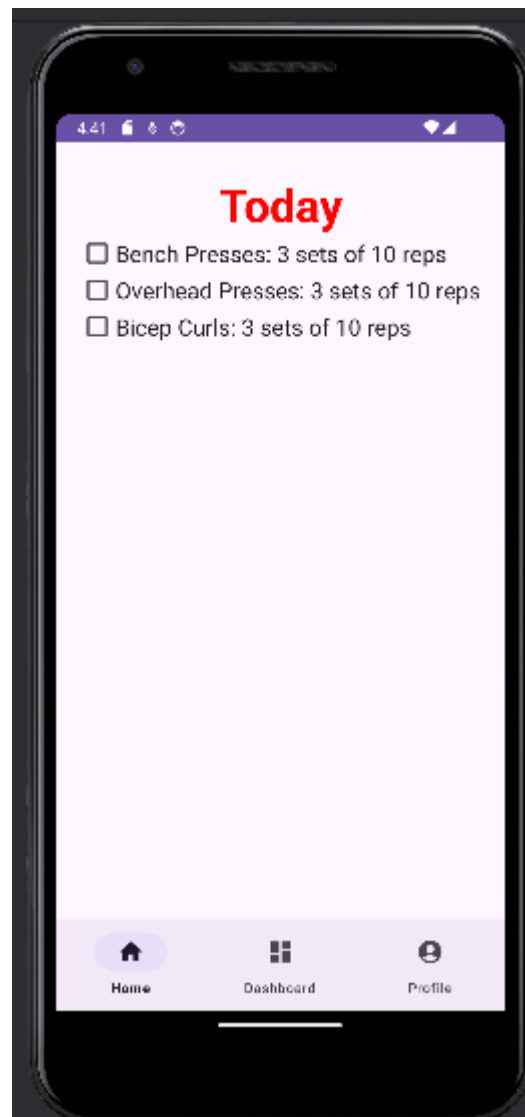 4:41
Today
Bench Presses: 3 sets of 10 reps
Overhead Presses: 3 sets of 10 reps
Bicep Curls: 3 sets of 10 reps
Home Dashboard Profile